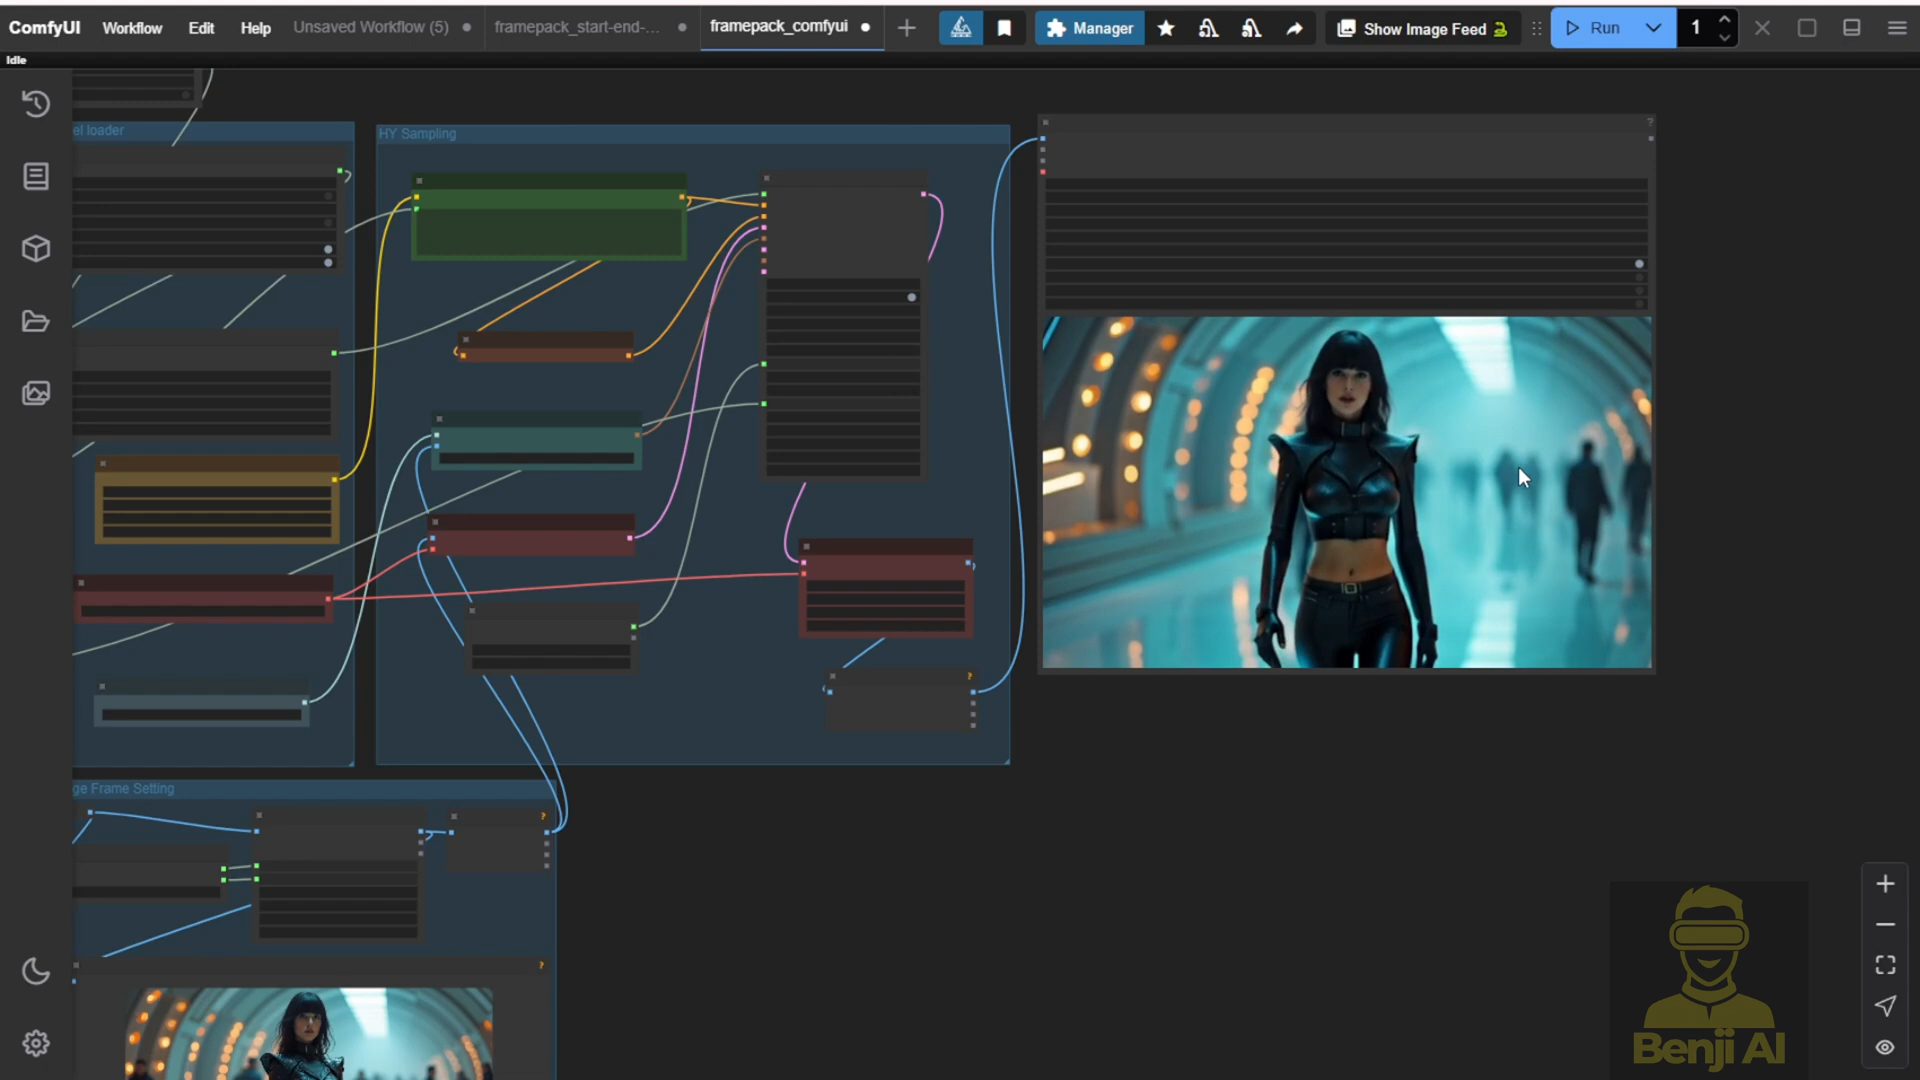 ComfyUI Workflow Edit Help Unsaved Workflow (5) framepack_start-end-... framepack_comfyui Manager Show Image Feed Run 1
Idle
el loader
HY Sampling
ge Frame Setting
Benji AI